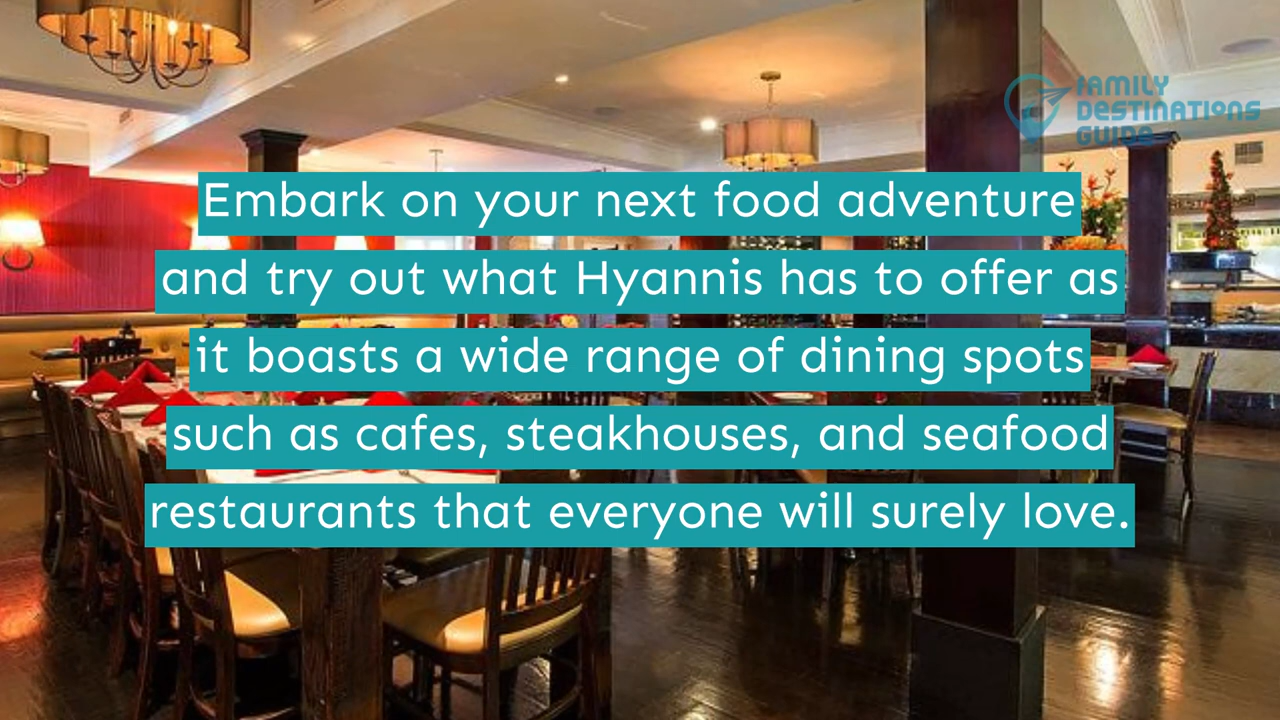 FAMILY
DESTINATIONS
GUIDE
Embark on your next food adventure
and try out what Hyannis has to offer as
it boasts a wide range of dining spots
such as cafes, steakhouses, and seafood
restaurants that everyone will surely love.